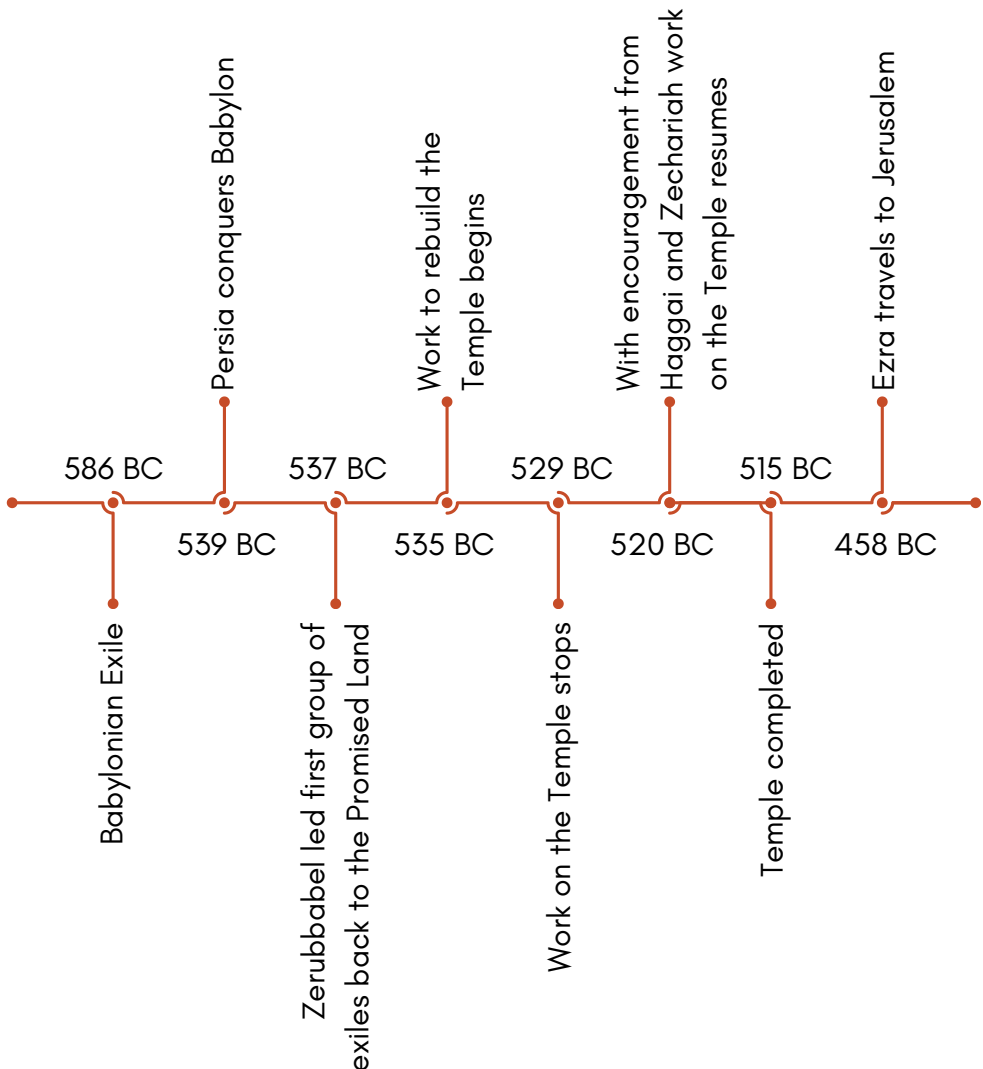 586 BC
Babylonian Exile
Persia conquers Babylon
539 BC
537 BC
Zerubbabel led first group of
exiles back to the Promised Land
Work to rebuild the
Temple begins
535 BC
529 BC
Work on the Temple stops
With encouragement from
Haggai and Zechariah work
on the Temple resumes
520 BC
515 BC
Temple completed
Ezra travels to Jerusalem
458 BC